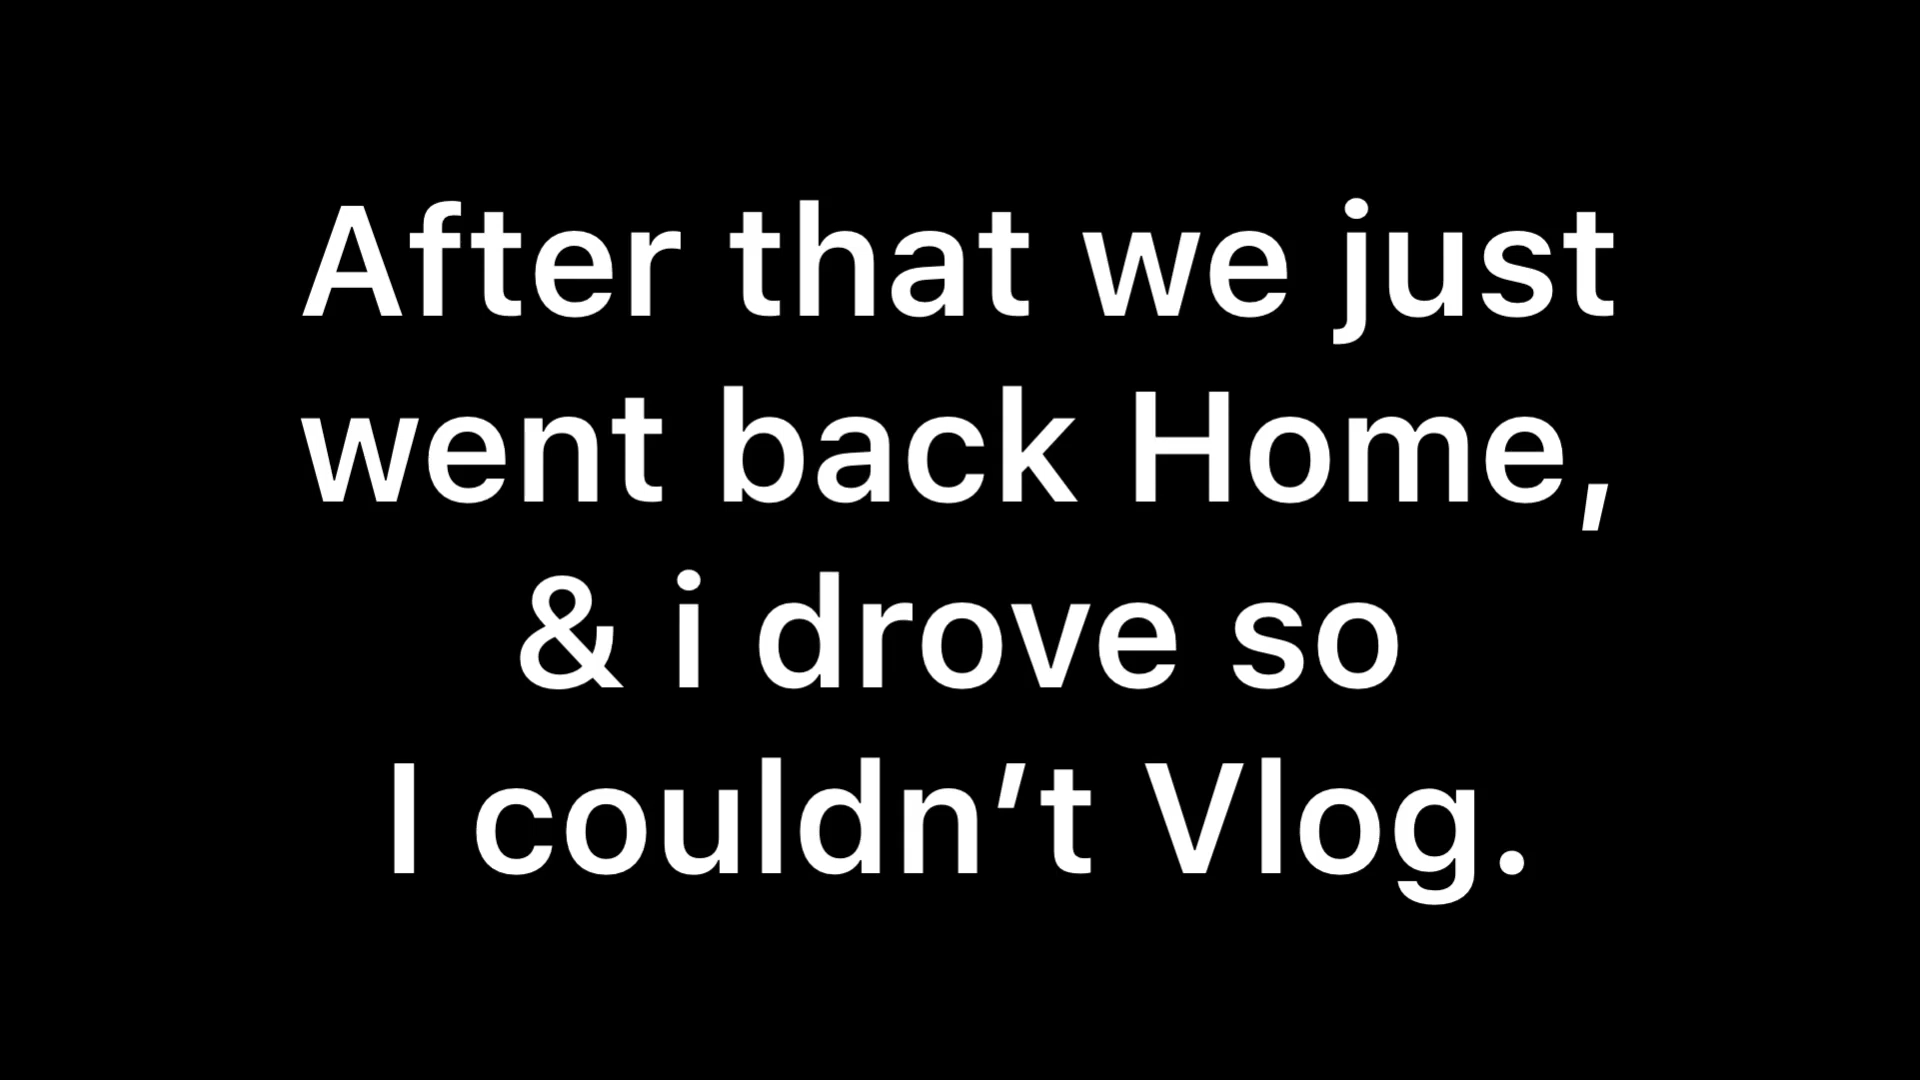 After that we just
went back Home,
& i drove so
I couldn’t Vlog.